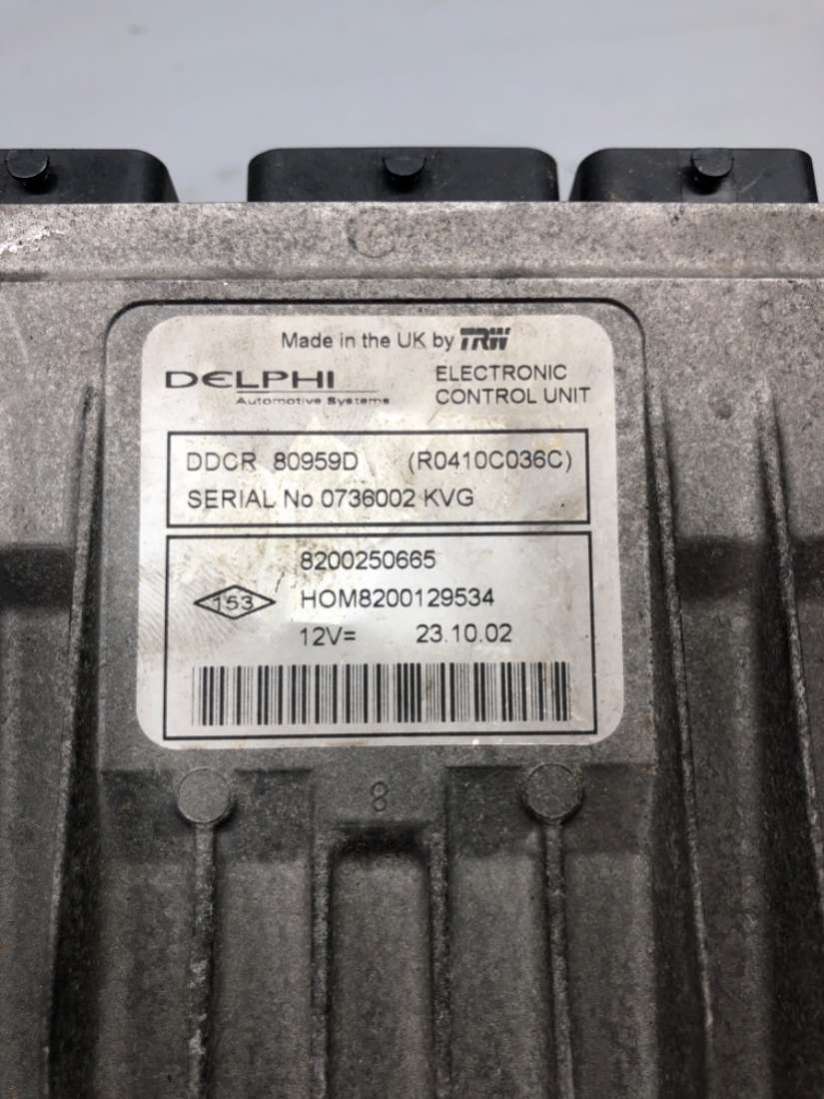 Made in the UK by TRW
DELPHI
Automotive Systems
ELECTRONIC
CONTROL UNIT
DDCR 80959D (R0410C036C)
SERIAL No 0736002 KVG
8200250665
153 HOM8200129534
12V= 23.10.02
8